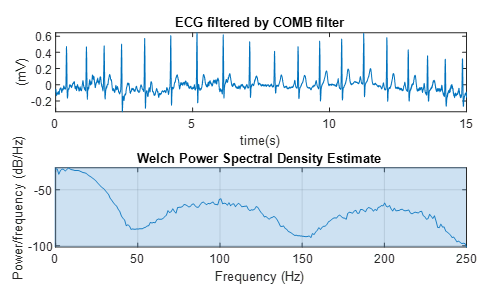 ECG filtered by COMB filter
(mV)
0.6
0.4
0.2
0
-0.2
0 5 10 15
time(s)
Welch Power Spectral Density Estimate
Power/frequency (dB/Hz)
-50
-100
0 50 100 150 200 250
Frequency (Hz)